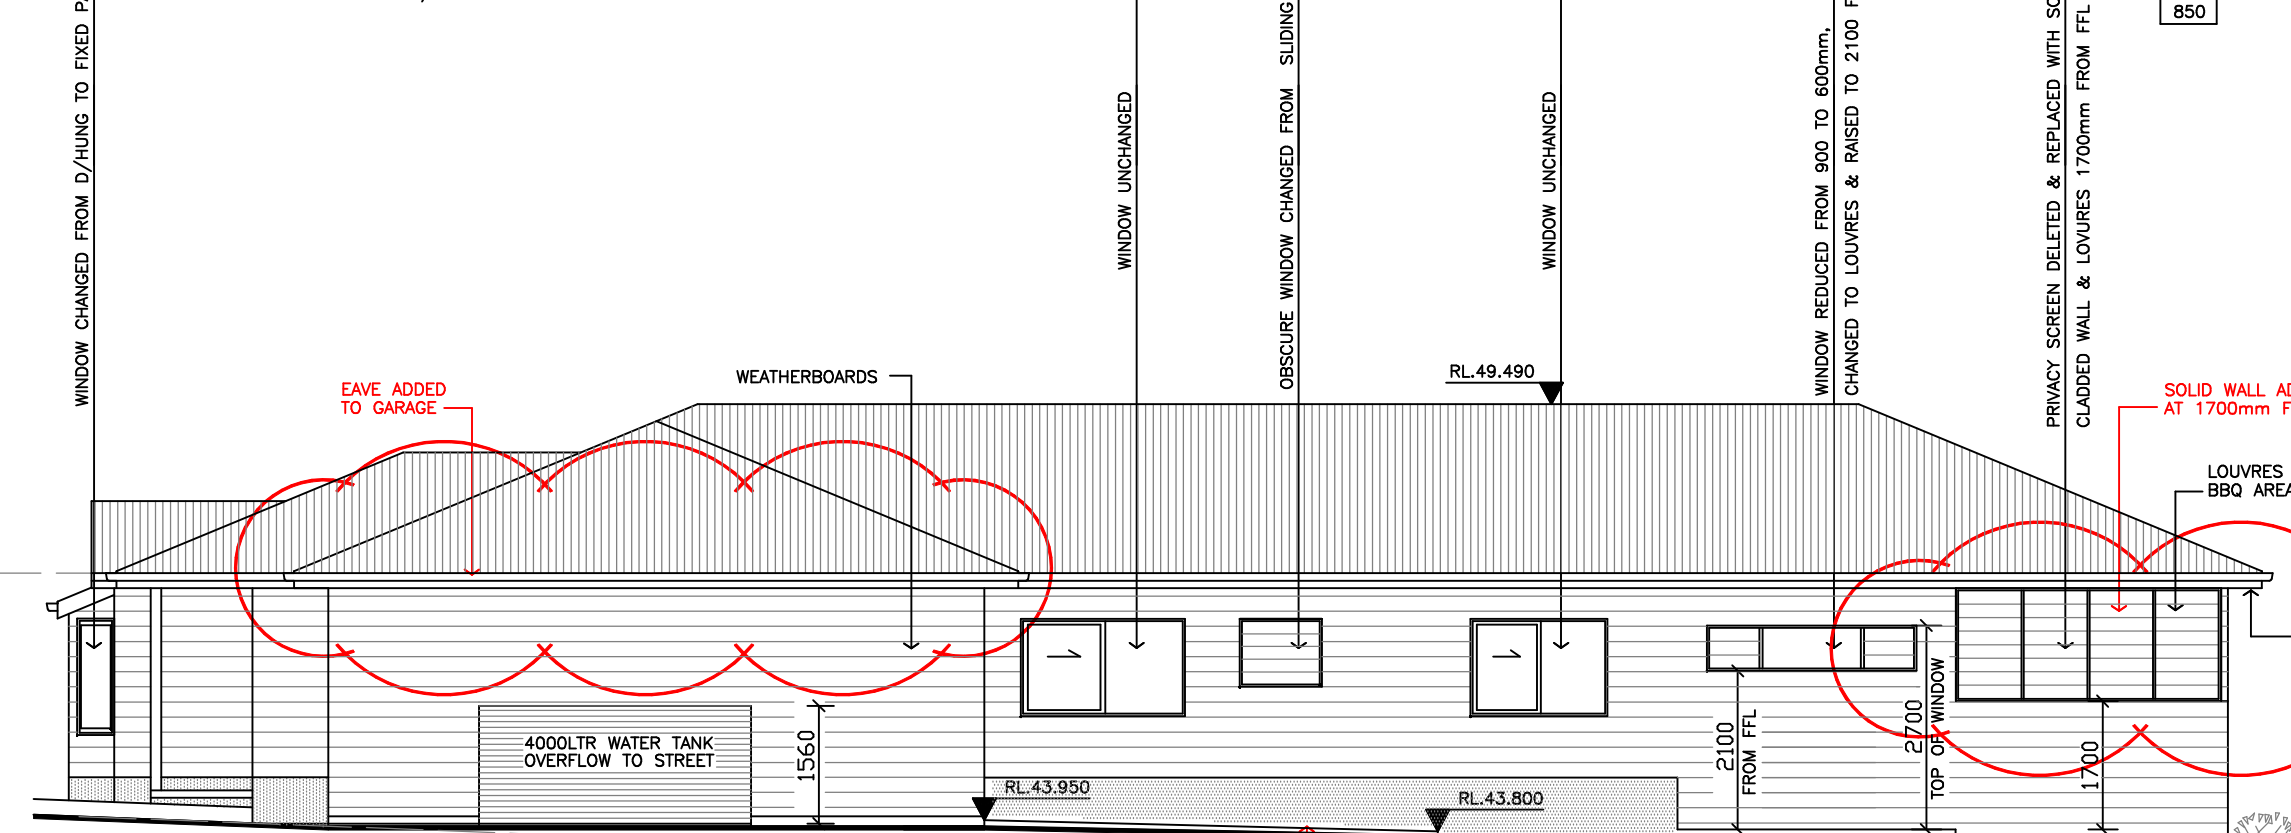 WINDOW CHANGED FROM D/HUNG TO FIXED
WINDOW UNCHANGED
OBSCURE WINDOW CHANGED FROM SLIDING
WINDOW UNCHANGED
WINDOW REDUCED FROM 900 TO 600mm,
CHANGED TO LOUVRES & RAISED TO 2100
PRIVACY SCREEN DELETED & REPLACED WITH
CLADDED WALL & LOVURES 1700mm FROM FFL
850
EAVE ADDED
TO GARAGE
WEATHERBOARDS
RL.49.490
SOLID WALL
AT 1700mm
LOUVRES
BBQ AREA
4000LTR WATER TANK
OVERFLOW TO STREET
1560
RL.43.950
RL.43.800
2100
FROM FFL
2700
TOP OF WINDOW
1700